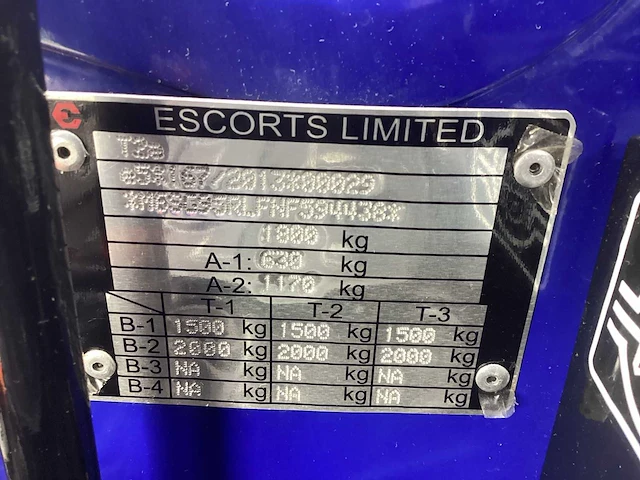 ESCORTS LIMITED
T2a
e5*167/2013*00029
1800 kg
A-1: 630 kg
A-2: 1170 kg
T-1 T-2 T-3
B-1 1500 kg 1500 kg 1500 kg
B-2 2000 kg 2000 kg 2000 kg
B-3 NA kg NA kg NA kg
B-4 NA kg NA kg NA kg